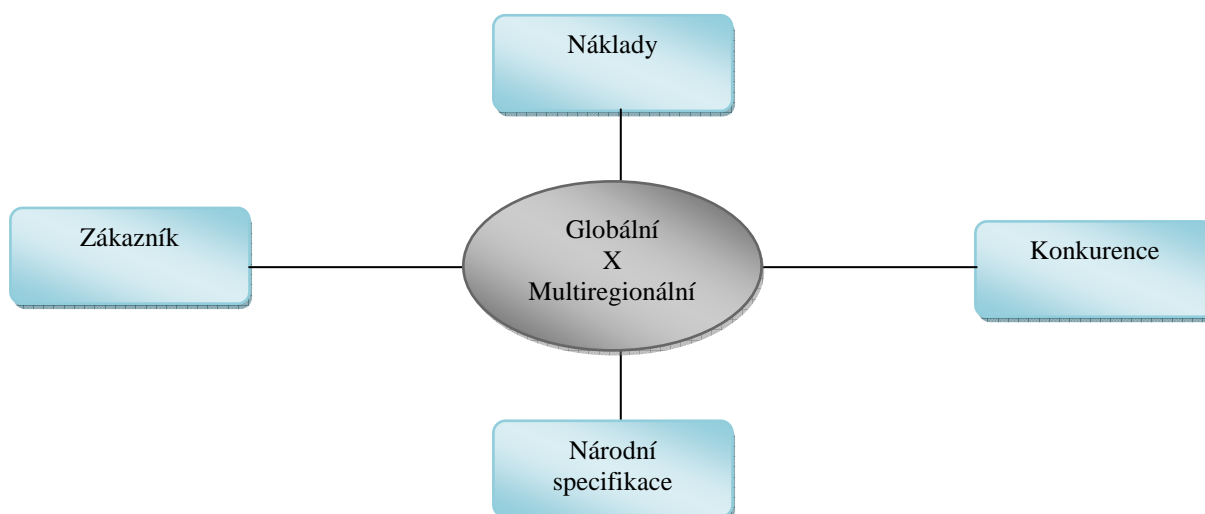 Náklady
Zákazník
Globální
X
Multiregionální
Konkurence
Národní
specifikace